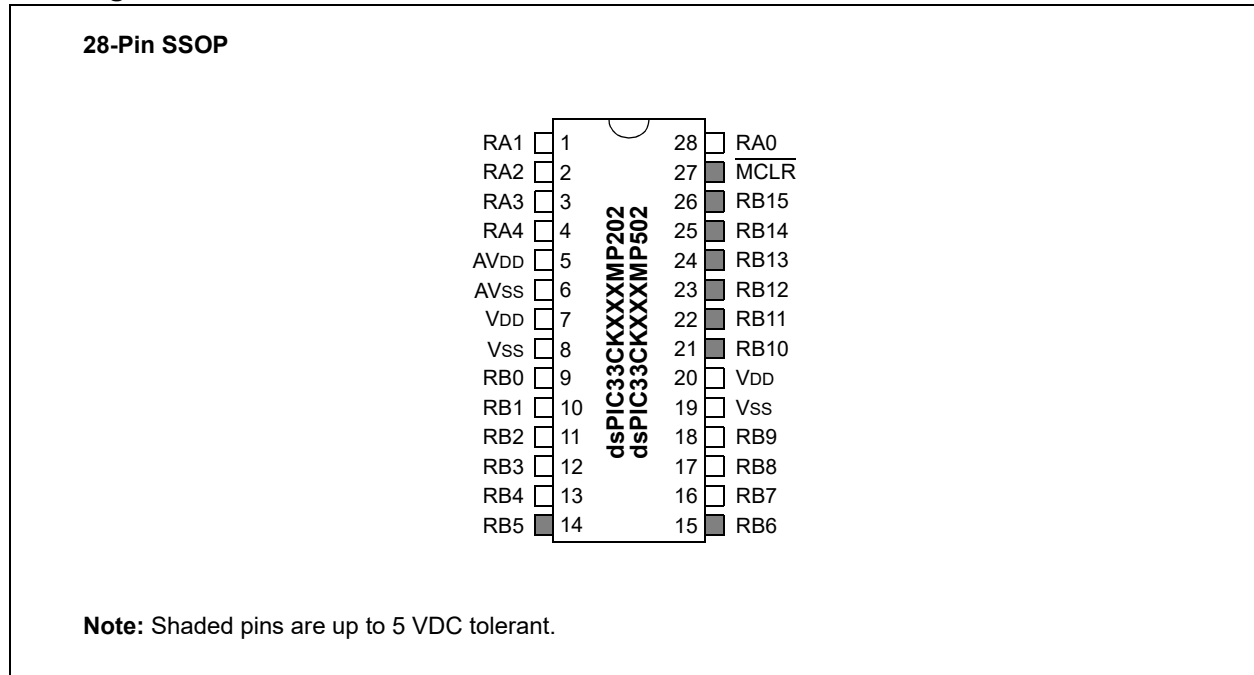 28-Pin SSOP
RA1 1 28 RA0
RA2 2 27 MCLR
RA3 3 26 RB15
RA4 4 25 RB14
AVDD 5 24 RB13
AVSS 6 23 RB12
VDD 7 22 RB11
VSS 8 21 RB10
RB0 9 20 VDD
RB1 10 19 VSS
RB2 11 18 RB9
RB3 12 17 RB8
RB4 13 16 RB7
RB5 14 15 RB6
dsPIC33CKXXXMP202
dsPIC33CKXXXMP502
Note: Shaded pins are up to 5 VDC tolerant.